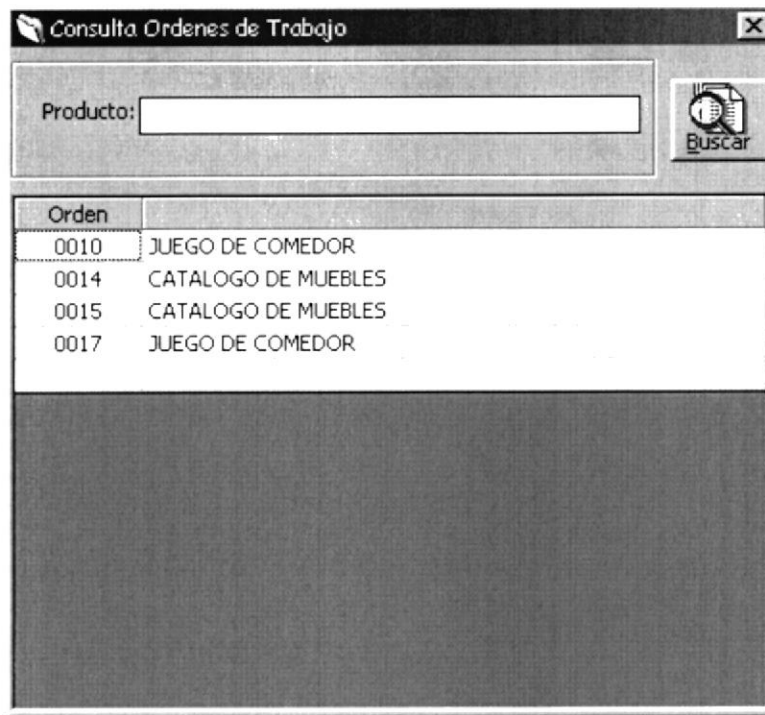 Consulta Ordenes de Trabajo
Producto:
Buscar
Orden
0010 JUEGO DE COMEDOR
0014 CATALOGO DE MUEBLES
0015 CATALOGO DE MUEBLES
0017 JUEGO DE COMEDOR